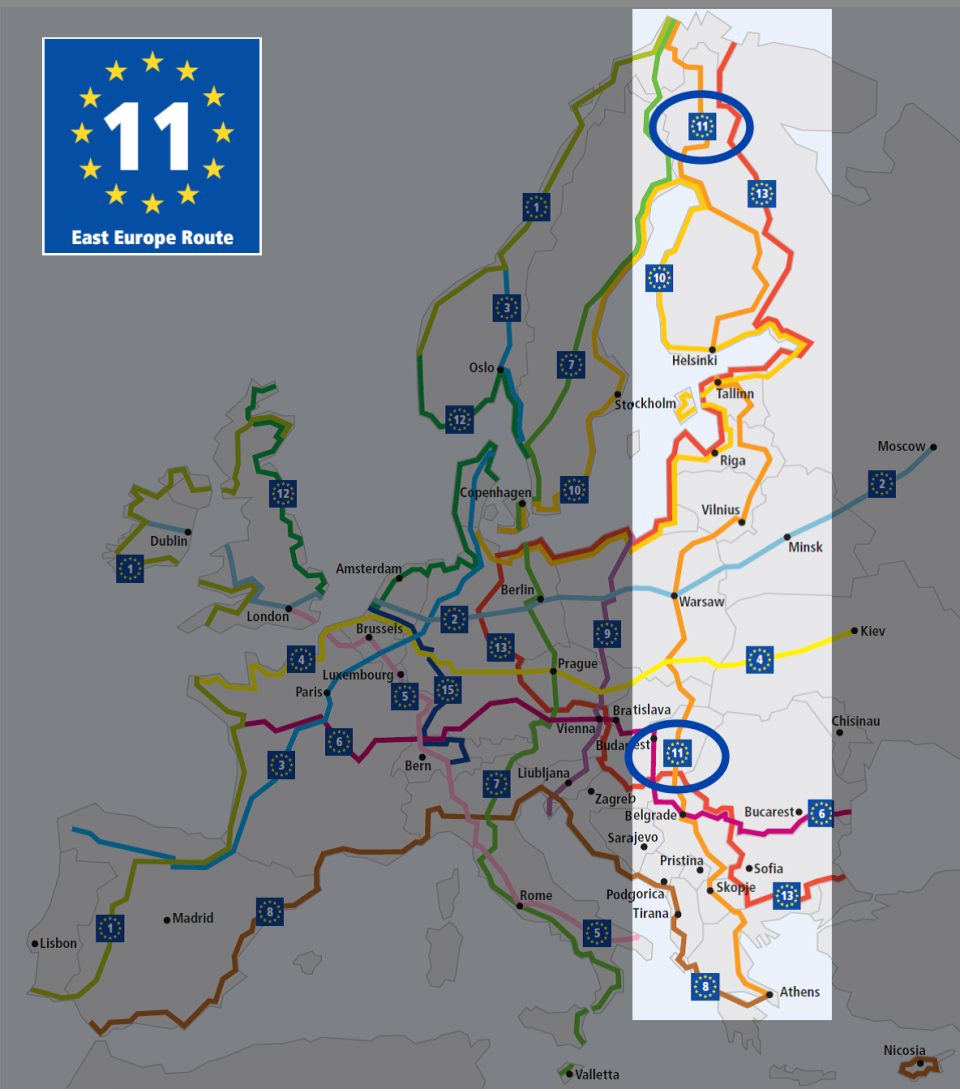 11
East Europe Route
11
1
13
10
3
Helsinki
7
Oslo
Tallinn
Stockholm
12
Moscow
Riga
2
12
Copenhagen
10
Vilnius
Dublin
Minsk
1
Amsterdam
Berlin
Warsaw
London
2
Brussels
9
Kiev
13
4
4
Prague
Luxembourg
15
Paris
5
Bratislava
Chisinau
Vienna
6
Budapest
11
3
Bern
Liubljana
7
Zagreb
Belgrade
Bucarest
6
Sarajevo
Pristina
Sofia
Skopje
Podgorica
13
Rome
8
Tirana
Madrid
1
5
Lisbon
8
Athens
Nicosia
Valletta